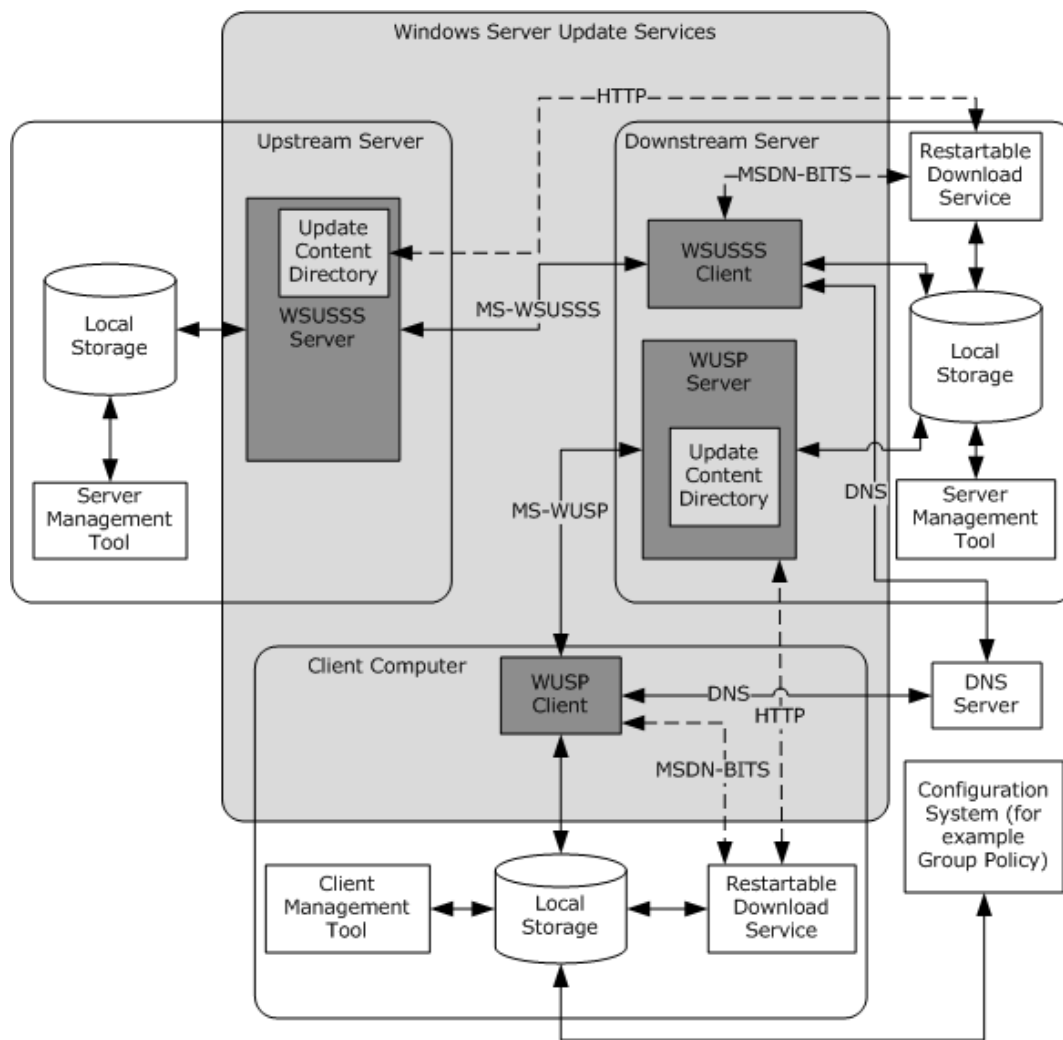 Windows Server Update Services
HTTP
Upstream Server
Downstream Server
Restartable
Download
Service
MSDN-BITS
Update
Content
Directory
WSUSSS
Server
WSUSSS
Client
MS-WSUSSS
Local
Storage
Local
Storage
WUSP
Server
Update
Content
Directory
Server
Management
Tool
MS-WUSP
DNS
Server
Management
Tool
Client Computer
WUSP
Client
DNS
HTTP
DNS
Server
MSDN-BITS
Configuration
System (for
example
Group Policy)
Client
Management
Tool
Local
Storage
Restartable
Download
Service